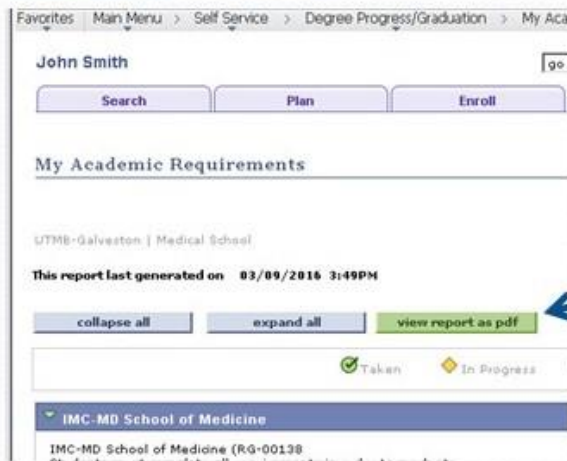 Favorites Main Menu > Self Service > Degree Progress/Graduation > My Aca
John Smith
go
Search Plan Enroll
My Academic Requirements
UTMB-Galveston | Medical School
This report last generated on 03/09/2016 3:49PM
collapse all expand all view report as pdf
Taken In Progress
IMC-MD School of Medicine
IMC-MD School of Medicine (RG-00138